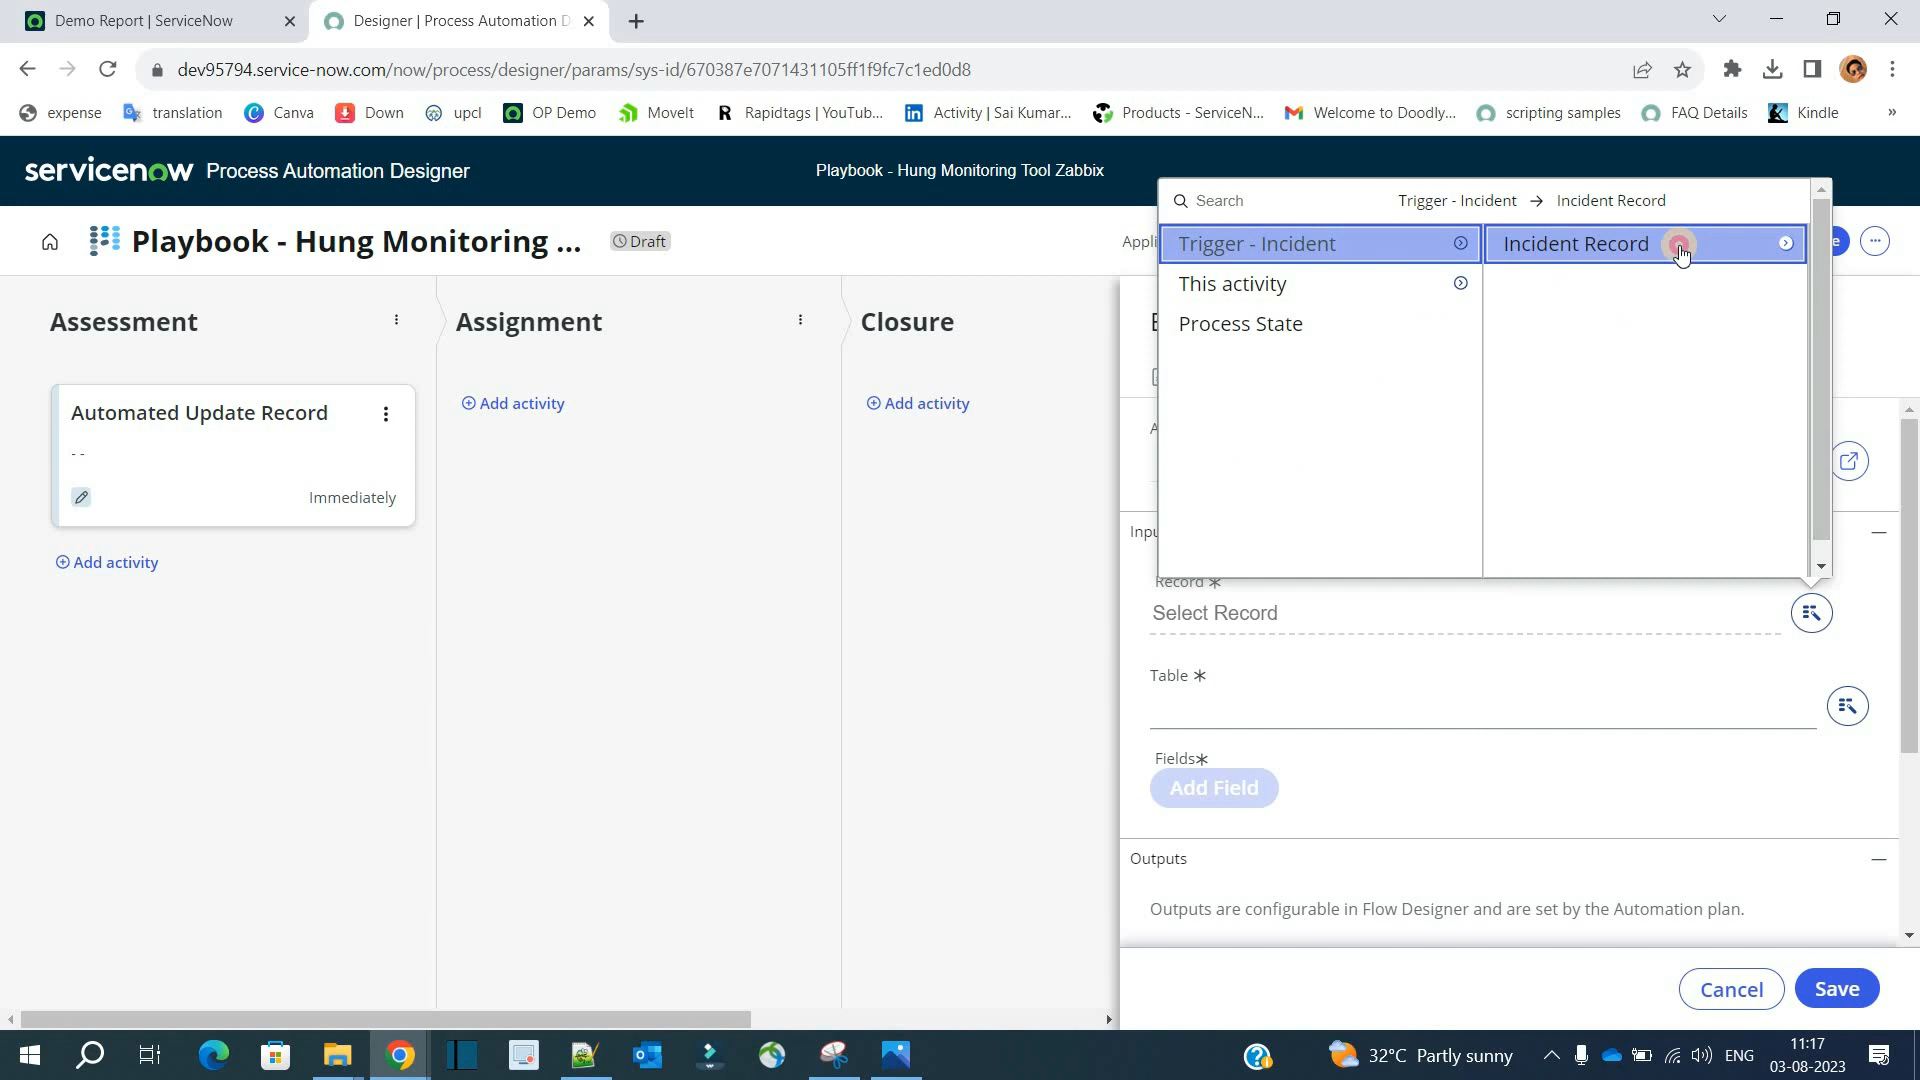 Demo Report | ServiceNow
Designer | Process Automation D
dev95794.service-now.com/now/process/designer/params/sys-id/670387e7071431105ff1f9fc7c1ed0d8
expense
translation
Canva
Down
upcl
OP Demo
MoveIt
Rapidtags | YouTub...
Activity | Sai Kumar...
Products - ServiceN...
Welcome to Doodly...
scripting samples
FAQ Details
Kindle
»
servicenow Process Automation Designer
Playbook - Hung Monitoring Tool Zabbix
Playbook - Hung Monitoring ...
Draft
Appli
e
Search
Trigger - Incident → Incident Record
Trigger - Incident
Incident Record
This activity
Process State
Assessment
Assignment
Closure
Automated Update Record
- -
Immediately
Add activity
Add activity
Add activity
Inpu
Record *
Select Record
Table *
Fields*
Add Field
Outputs
Outputs are configurable in Flow Designer and are set by the Automation plan.
Cancel
Save
32°C Partly sunny
ENG
11:17
03-08-2023